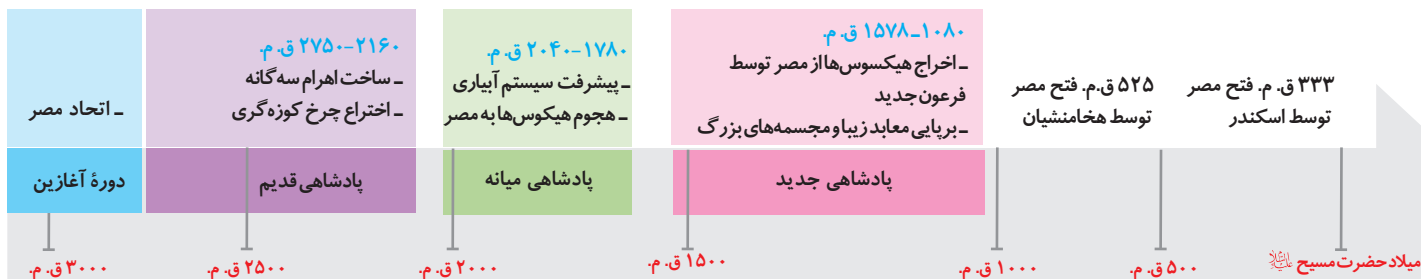 ـ اتحاد مصر
دورهٔ آغازین
۲۷۵۰-۲۱۶۰ ق.م.
ـ ساخت اهرام سه‌گانه
ـ اختراع چرخ کوزه‌گری
پادشاهی قدیم
۲۰۴۰-۱۷۸۰ ق.م.
ـ پیشرفت سیستم آبیاری
ـ هجوم هیکوس‌ها به مصر
پادشاهی میانه
۱۵۷۸ـ۱۰۸۰ ق.م.
ـ اخراج هیکسوس‌ها از مصر توسط
فرعون جدید
ـ برپایی معابد زیبا و مجسمه‌های بزرگ
پادشاهی جدید
۵۲۵ ق.م. فتح مصر
توسط هخامنشیان
۳۳۳ ق.م. فتح مصر
توسط اسکندر
۳۰۰۰ ق.م.
۲۵۰۰ ق.م.
۲۰۰۰ ق.م.
۱۵۰۰ ق.م.
۱۰۰۰ ق.م.
۵۰۰ ق.م.
میلاد حضرت مسیح